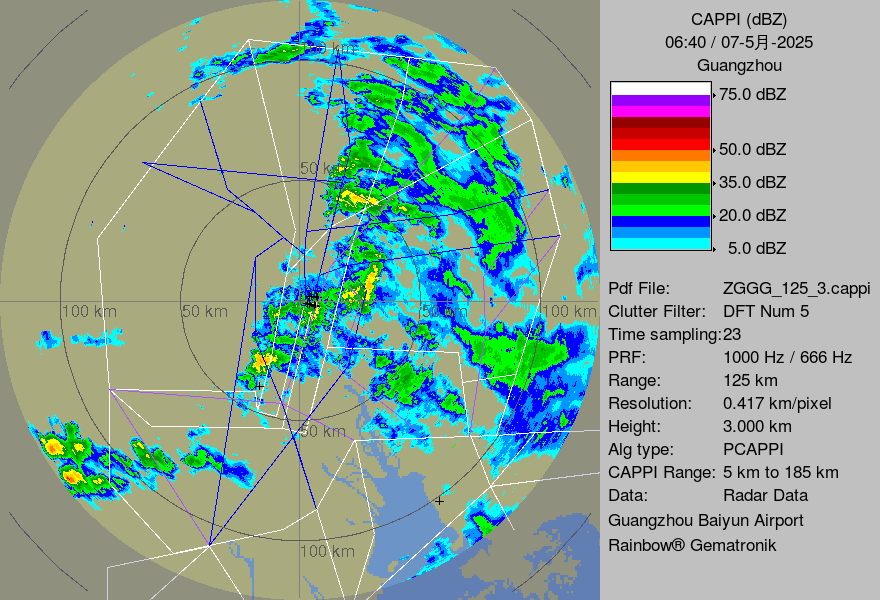 CAPPI (dBZ)
06:40 / 07-5月-2025
Guangzhou
75.0 dBZ
50.0 dBZ
35.0 dBZ
20.0 dBZ
5.0 dBZ
Pdf File: ZGGG_125_3.cappi
Clutter Filter: DFT Num 5
Time sampling:23
PRF: 1000 Hz / 666 Hz
Range: 125 km
Resolution: 0.417 km/pixel
Height: 3.000 km
Alg type: PCAPPI
CAPPI Range: 5 km to 185 km
Data: Radar Data
Guangzhou Baiyun Airport
Rainbow® Gematronik
100 km
50 km
100 km
50 km
50 km
100 km
50 km
100 km